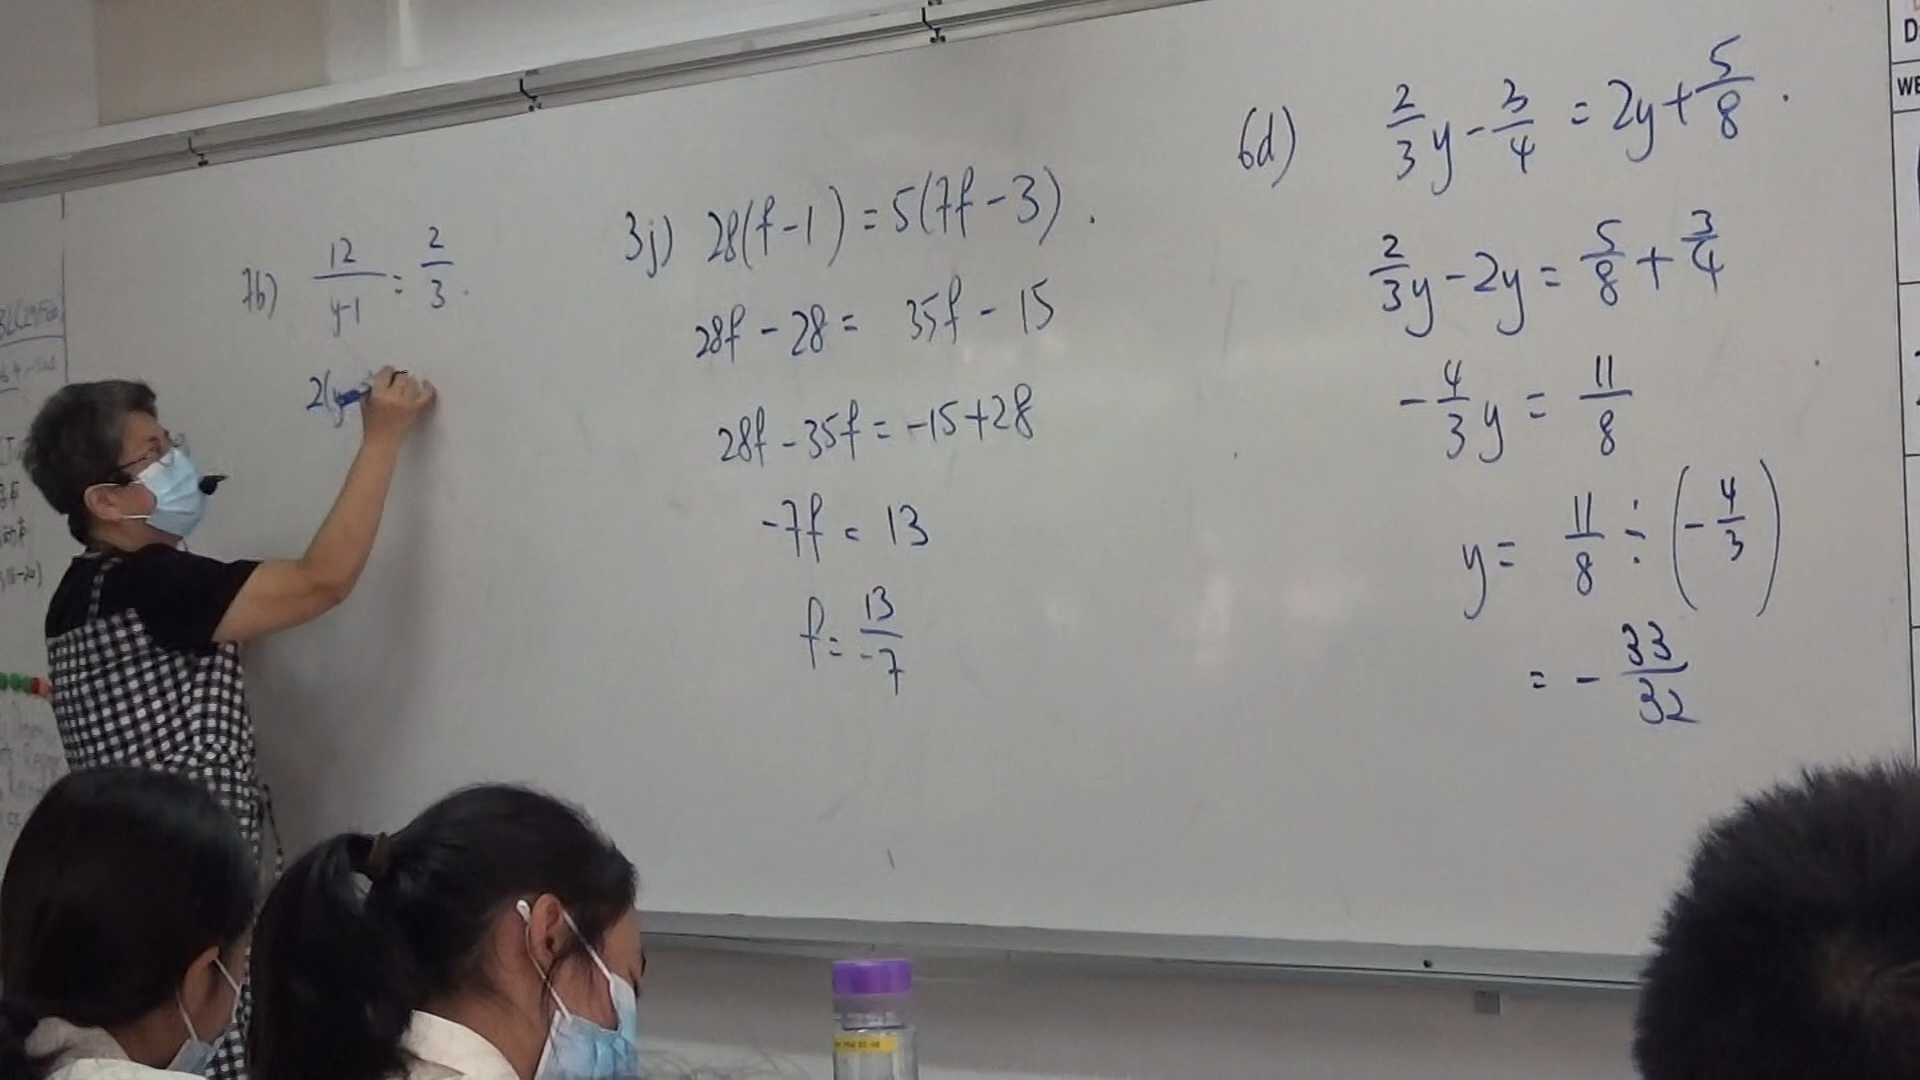 7b) 12/(y-1) = 2/3.
2(y
3j) 28(f-1) = 5(7f-3).
28f - 28 = 35f - 15
28f - 35f = -15+28
-7f = 13
f = 13/-7
6d) 2/3 y - 3/4 = 2y + 5/8.
2/3 y - 2y = 5/8 + 3/4
-4/3 y = 11/8
y = 11/8 ÷ (-4/3)
= -33/32
D
WE